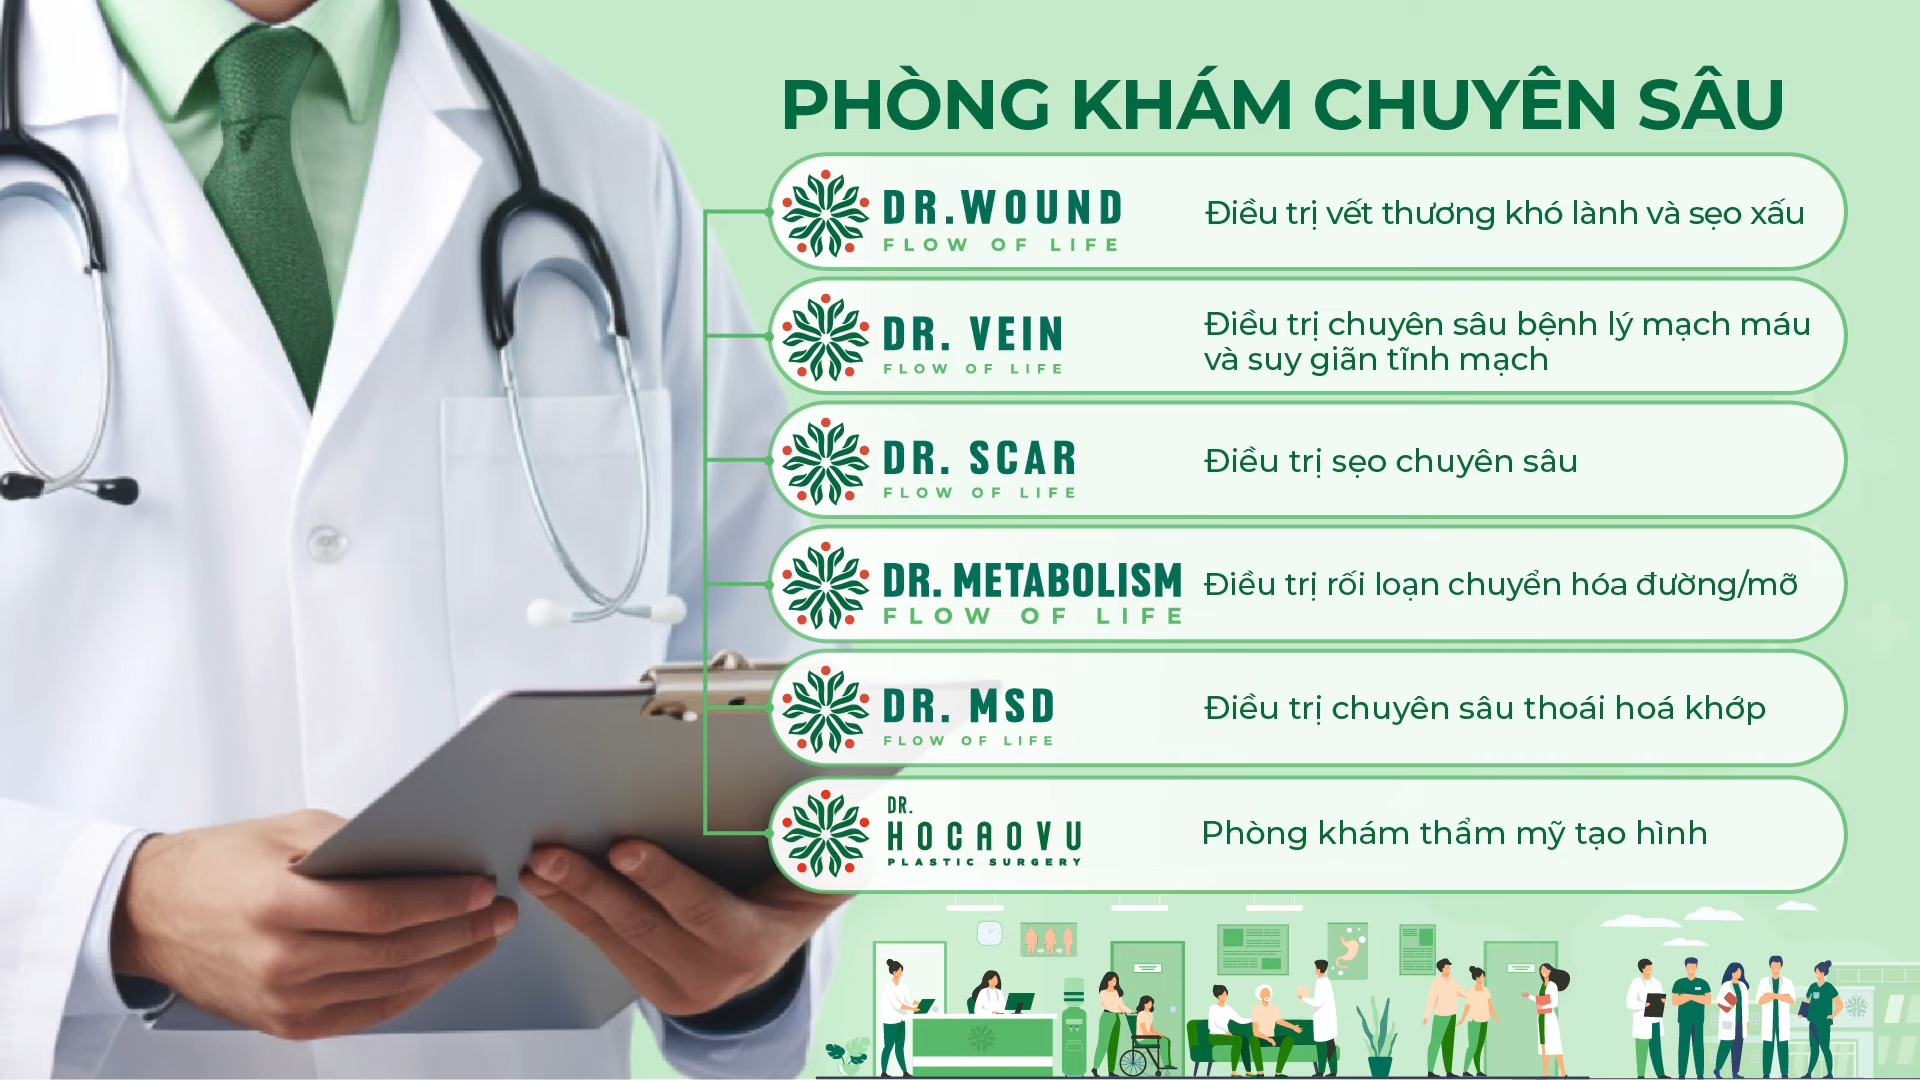 PHÒNG KHÁM CHUYÊN SÂU
DR.WOUND
FLOW OF LIFE
Điều trị vết thương khó lành và sẹo xấu
DR. VEIN
FLOW OF LIFE
Điều trị chuyên sâu bệnh lý mạch máu
và suy giãn tĩnh mạch
DR. SCAR
FLOW OF LIFE
Điều trị sẹo chuyên sâu
DR. METABOLISM
FLOW OF LIFE
Điều trị rối loạn chuyển hóa đường/mỡ
DR. MSD
FLOW OF LIFE
Điều trị chuyên sâu thoái hoá khớp
DR.
HOCAOVU
PLASTIC SURGERY
Phòng khám thẩm mỹ tạo hình